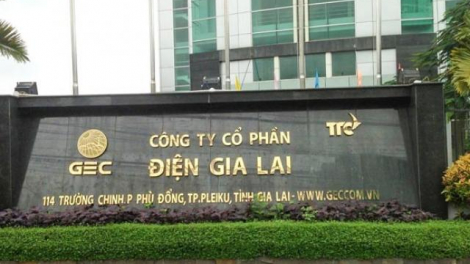 CÔNG TY CỔ PHẦN
TTC
GEC
ĐIỆN GIA LAI
114 TRƯỜNG CHINH.P PHÙ ĐỔNG,TP.PLEIKU,TỈNH GIA LAI-WWW.GECCOM.VN